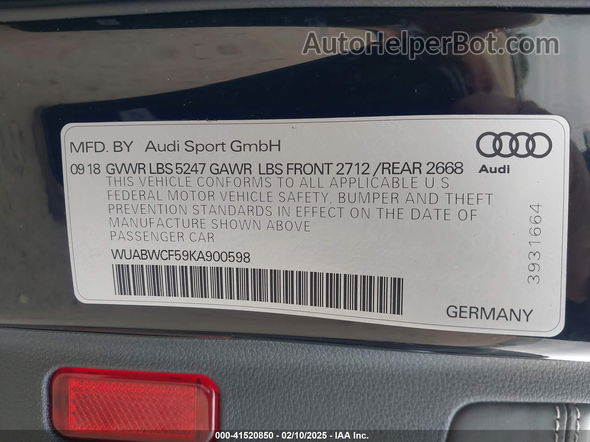 AutoHelperBot.com
MFD. BY Audi Sport GmbH
09 18 GVWR LBS 5247 GAWR LBS FRONT 2712 /REAR 2668
Audi
THIS VEHICLE CONFORMS TO ALL APPLICABLE U.S.
FEDERAL MOTOR VEHICLE SAFETY, BUMPER AND THEFT
PREVENTION STANDARDS IN EFFECT ON THE DATE OF
MANUFACTURE SHOWN ABOVE
PASSENGER CAR
3931664
WUABWCF59KA900598
GERMANY
000-41520850 - 02/10/2025 - IAA Inc.